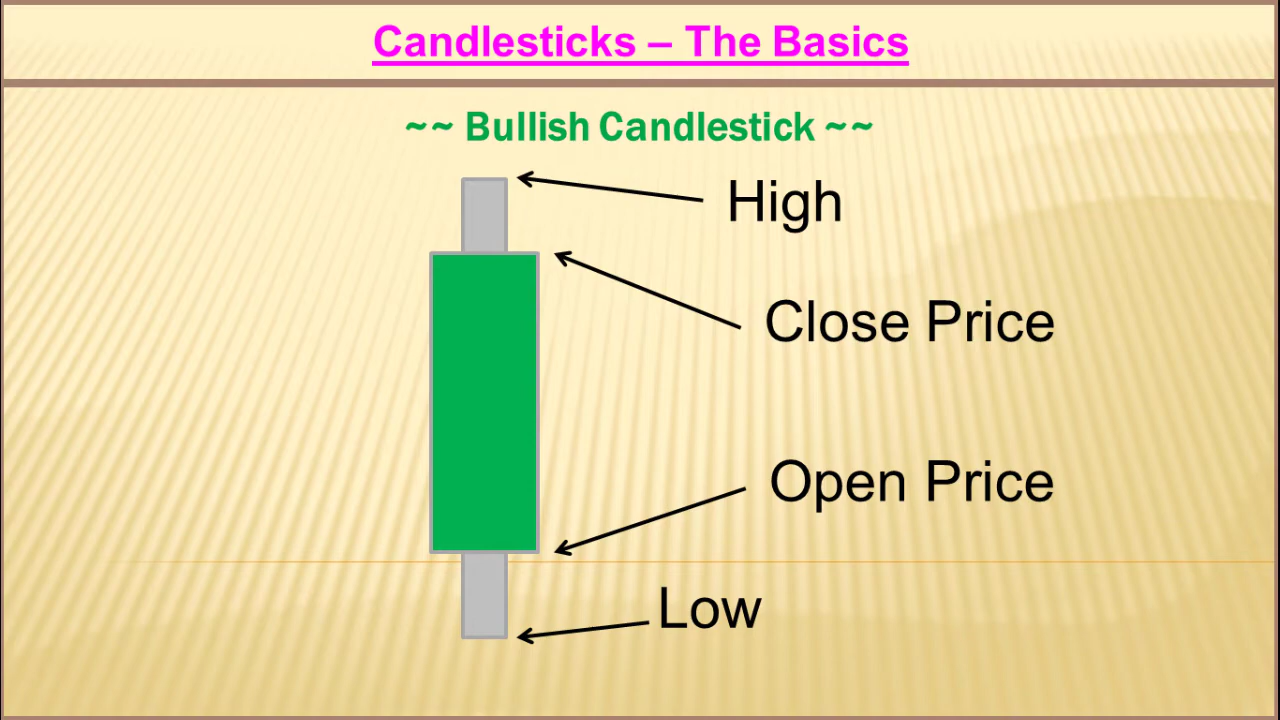 Candlesticks – The Basics
~~ Bullish Candlestick ~~
High
Close Price
Open Price
Low